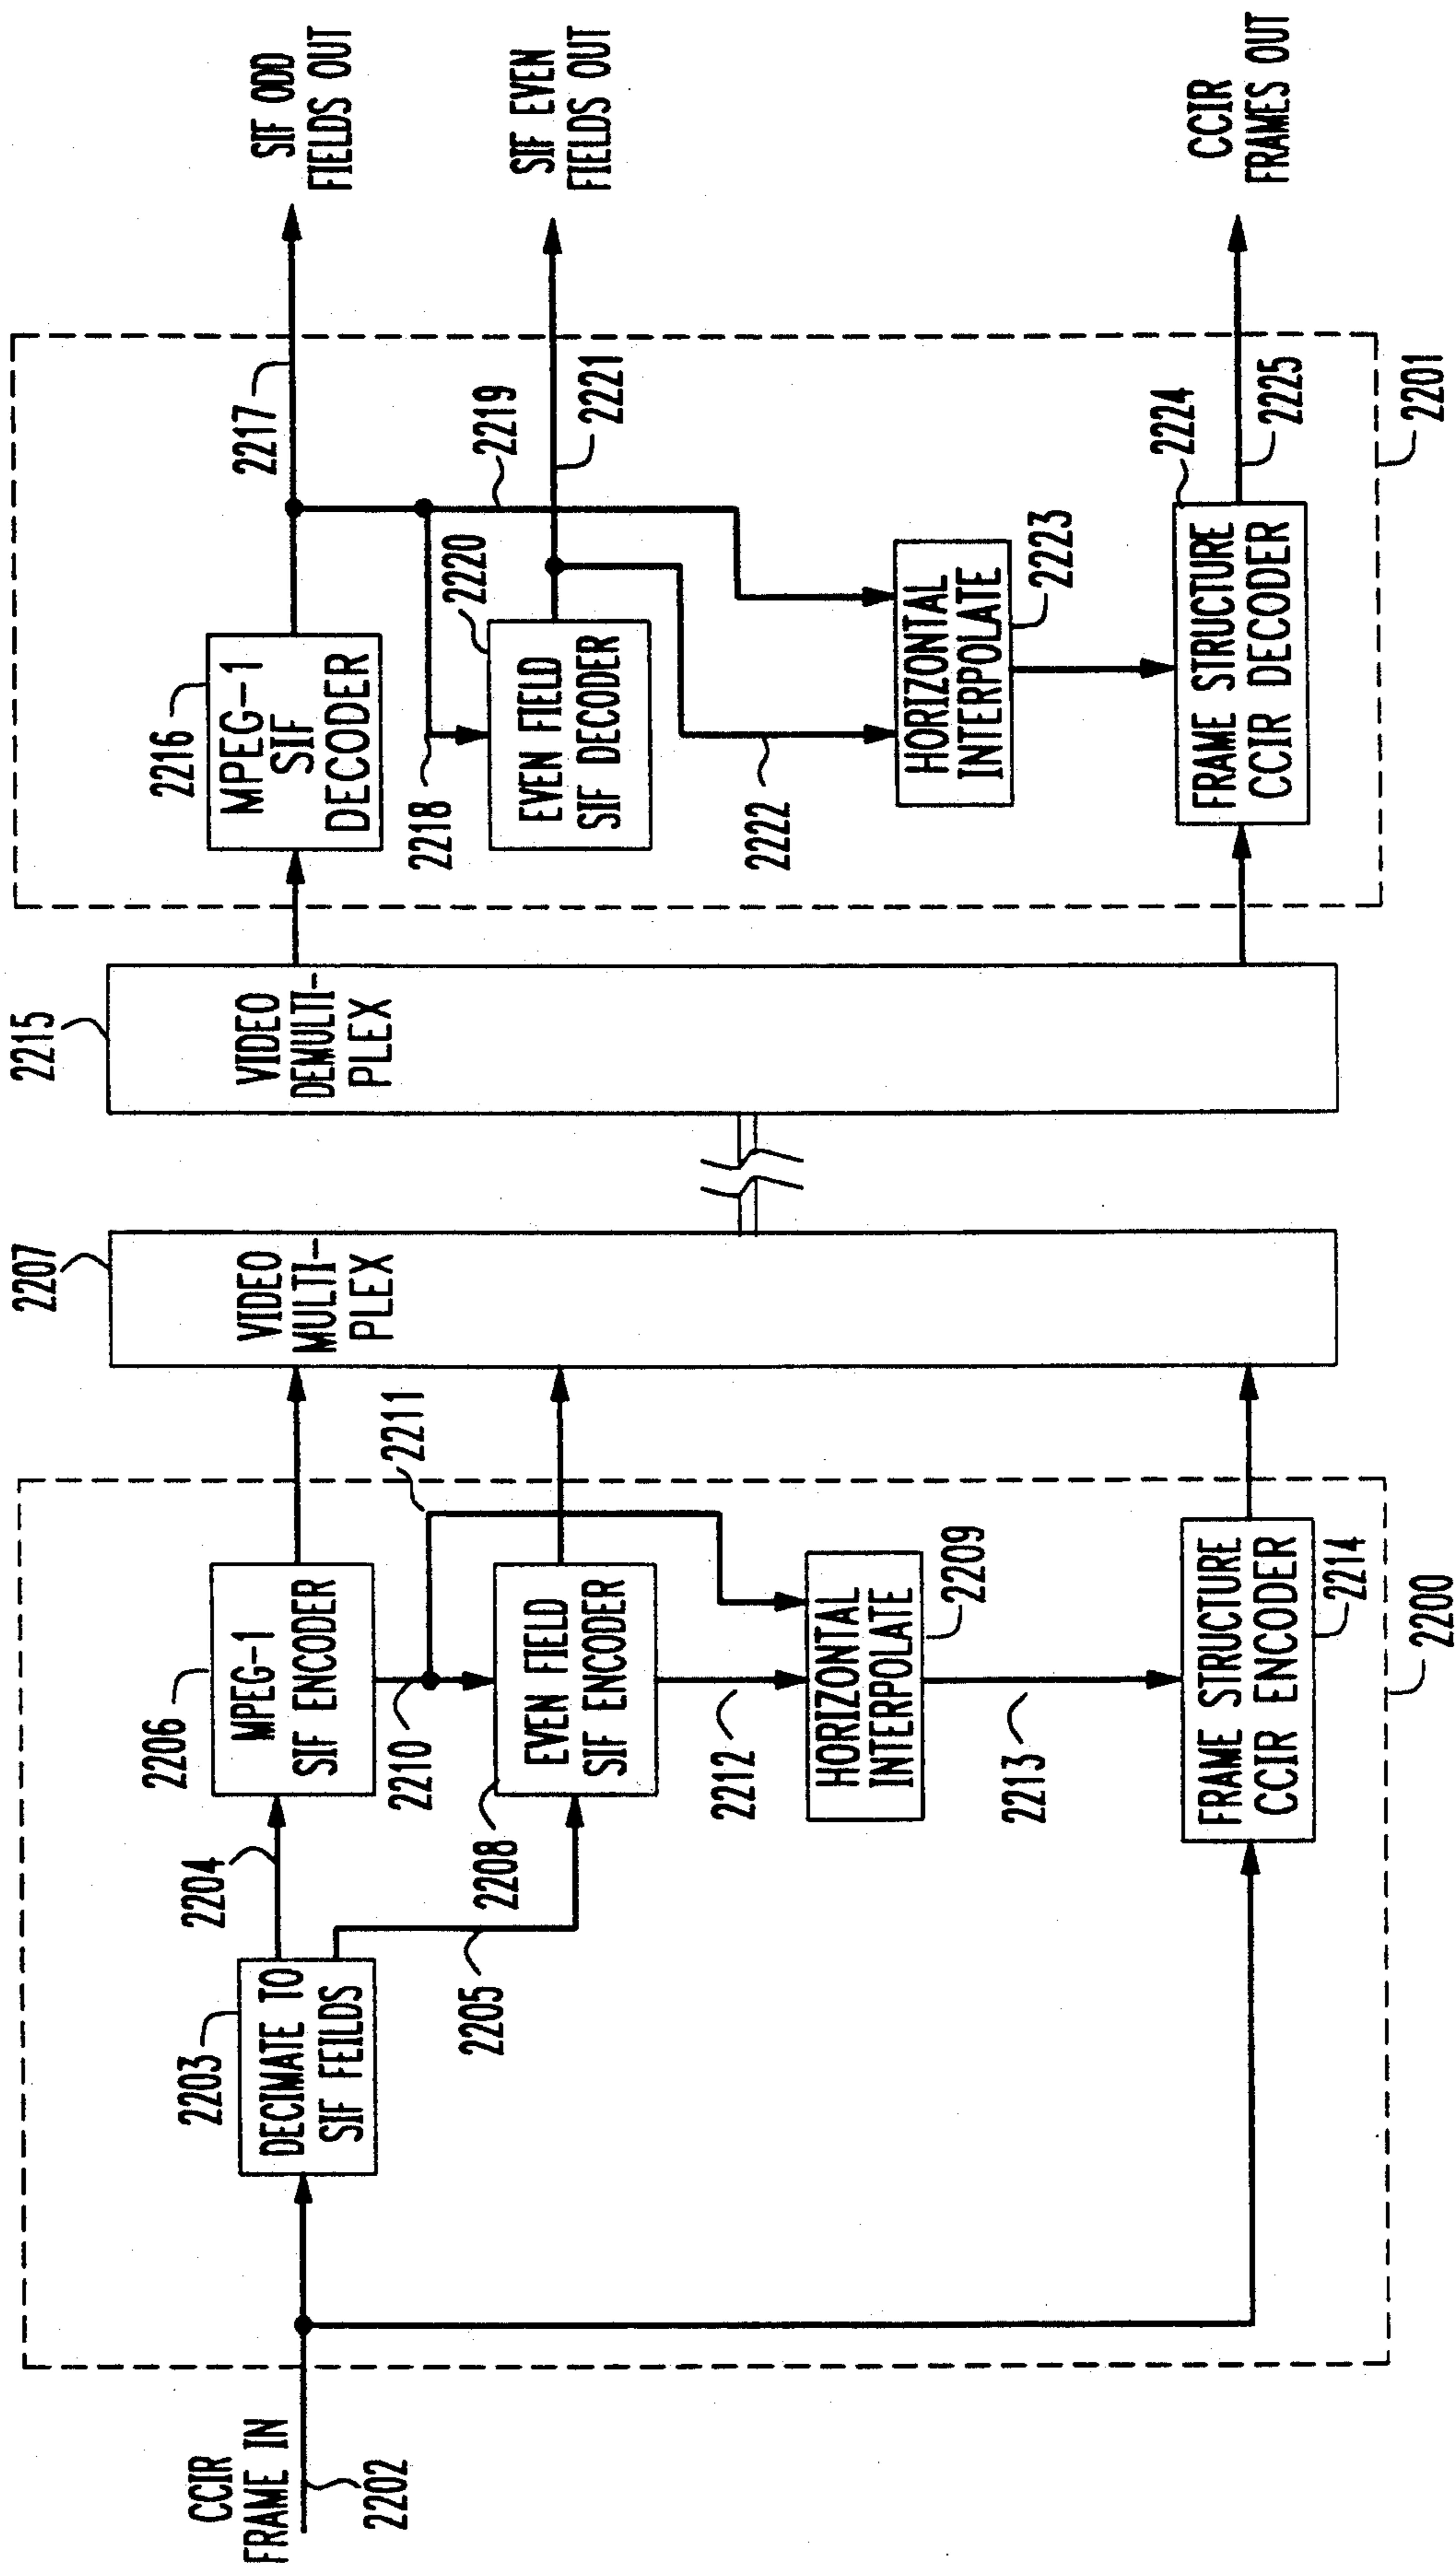 CCIR
FRAME IN
2202
2203
DECIMATE TO
SIF FEILDS
2204
2205
2206
MPEG-1
SIF ENCODER
2210
2211
2208
EVEN FIELD
SIF ENCODER
2212
HORIZONTAL
INTERPOLATE
2209
2213
FRAME STRUCTURE
CCIR ENCODER
2214
2200
2207
VIDEO
MULTI-
PLEX
2215
VIDEO
DEMULTI-
PLEX
2216
MPEG-1
SIF
DECODER
2217
2218
2219
2220
EVEN FIELD
SIF DECODER
2221
2222
HORIZONTAL
INTERPOLATE
2223
2224
FRAME STRUCTURE
CCIR DECODER
2225
2201
SIF ODD
FIELDS OUT
SIF EVEN
FIELDS OUT
CCIR
FRAMES OUT